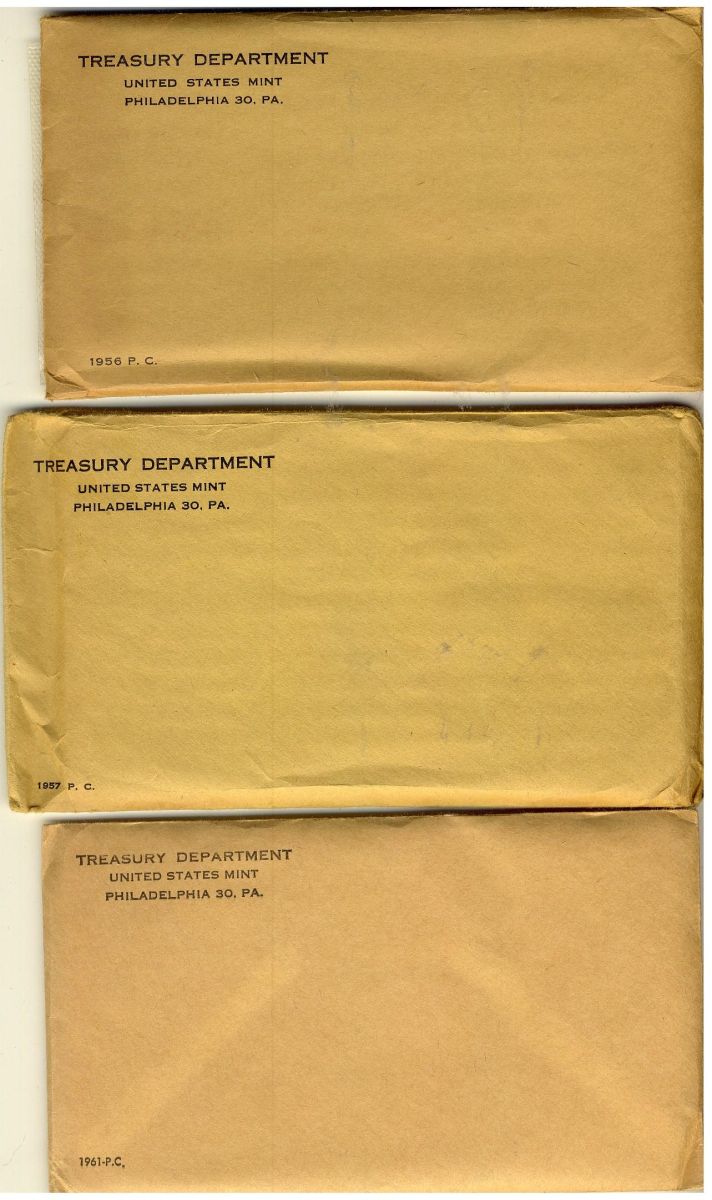 TREASURY DEPARTMENT
UNITED STATES MINT
PHILADELPHIA 30, PA.
1956 P. C.
TREASURY DEPARTMENT
UNITED STATES MINT
PHILADELPHIA 30, PA.
1957 P. C.
TREASURY DEPARTMENT
UNITED STATES MINT
PHILADELPHIA 30, PA.
1961-P.C.